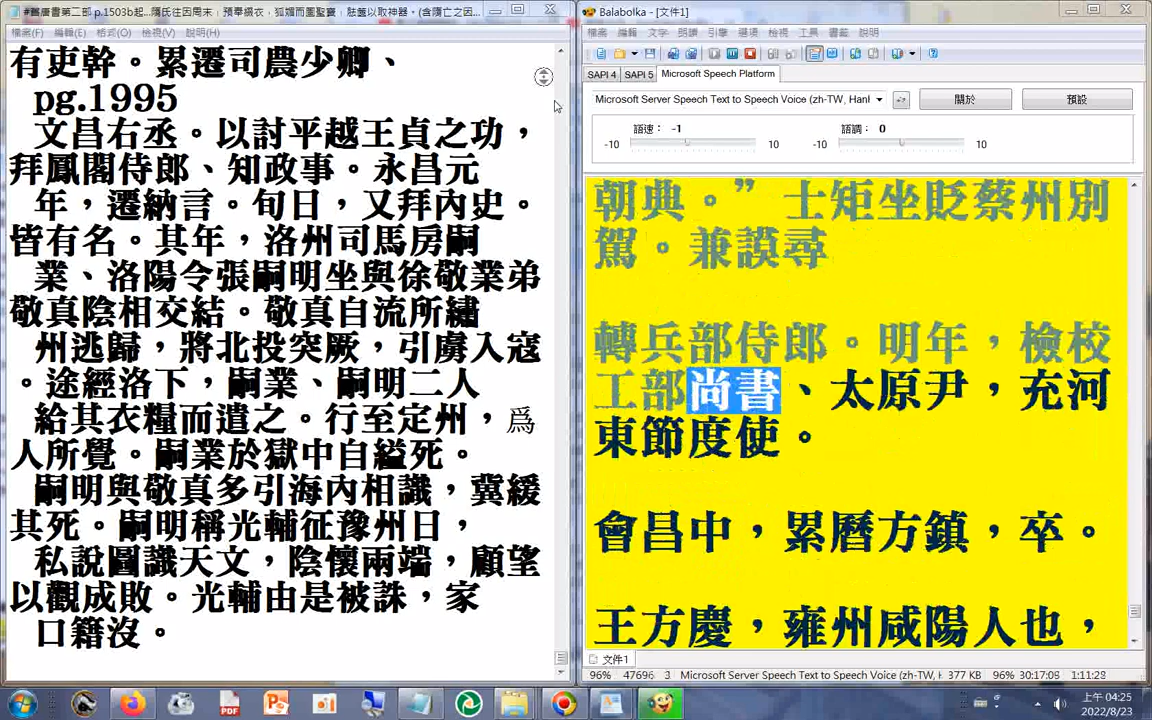 #舊唐書第二部 p.1503b起...隋氏往因周末，預舉綴衣，狐媚而圖聖寶，胠篋以取神器。(含隋亡之因...
檔案(F) 編輯(E) 格式(O) 檢視(V) 說明(H)
有吏幹。累遷司農少卿、
pg.1995
文昌右丞。以討平越王貞之功，
拜鳳閣侍郎、知政事。永昌元
年，遷納言。旬日，又拜內史。
皆有名。其年，洛州司馬房嗣
業、洛陽令張嗣明坐與徐敬業弟
敬真陰相交結。敬真自流所繡
州逃歸，將北投突厥，引虜入寇
。途經洛下，嗣業、嗣明二人
給其衣糧而遣之。行至定州，爲
人所覺。嗣業於獄中自縊死。
嗣明與敬真多引海內相識，冀緩
其死。嗣明稱光輔征豫州日，
私說圖識天文，陰懷兩端，顧望
以觀成敗。光輔由是被誅，家
口籍沒。
Balabolka - [文件1]
檔案 編輯 文字 朗讀 引擎 選項 檢視 工具 書籤 說明
SAPI 4 SAPI 5 Microsoft Speech Platform
Microsoft Server Speech Text to Speech Voice (zh-TW, Hanl
關於 預設
語速： -1 語調： 0
-10 10 -10 10
朝典。”士矩坐貶蔡州別
駕。兼謨尋
轉兵部侍郎。明年，檢校
工部尚書、太原尹，充河
東節度使。
會昌中，累曆方鎮，卒。
王方慶，雍州咸陽人也，
文件1
96% 47696 3 Microsoft Server Speech Text to Speech Voice (zh-TW, H 377 KB 96% 30:17:08 1:11:28
上午 04:25
2022/8/23